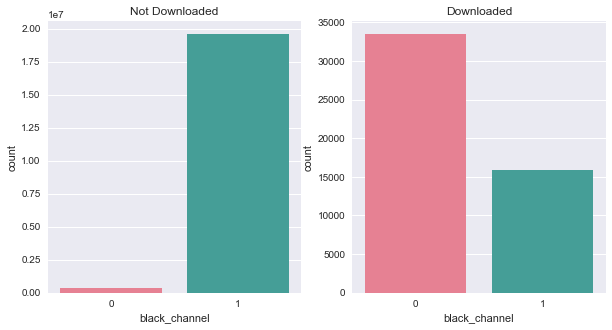 Not Downloaded
1e7
2.00
1.75
1.50
1.25
1.00
0.75
0.50
0.25
0.00
count
0 1
black_channel
Downloaded
35000
30000
25000
20000
15000
10000
5000
0
count
0 1
black_channel